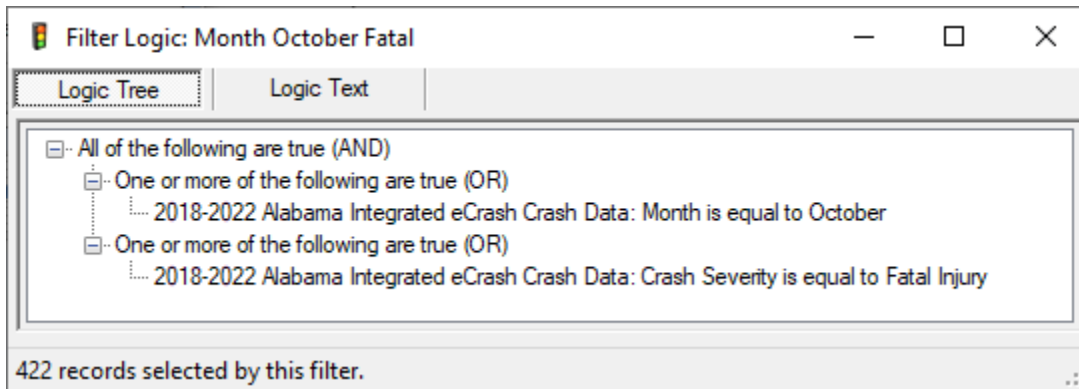 Filter Logic: Month October Fatal
Logic Tree
Logic Text
All of the following are true (AND)
One or more of the following are true (OR)
2018-2022 Alabama Integrated eCrash Crash Data: Month is equal to October
One or more of the following are true (OR)
2018-2022 Alabama Integrated eCrash Crash Data: Crash Severity is equal to Fatal Injury
422 records selected by this filter.